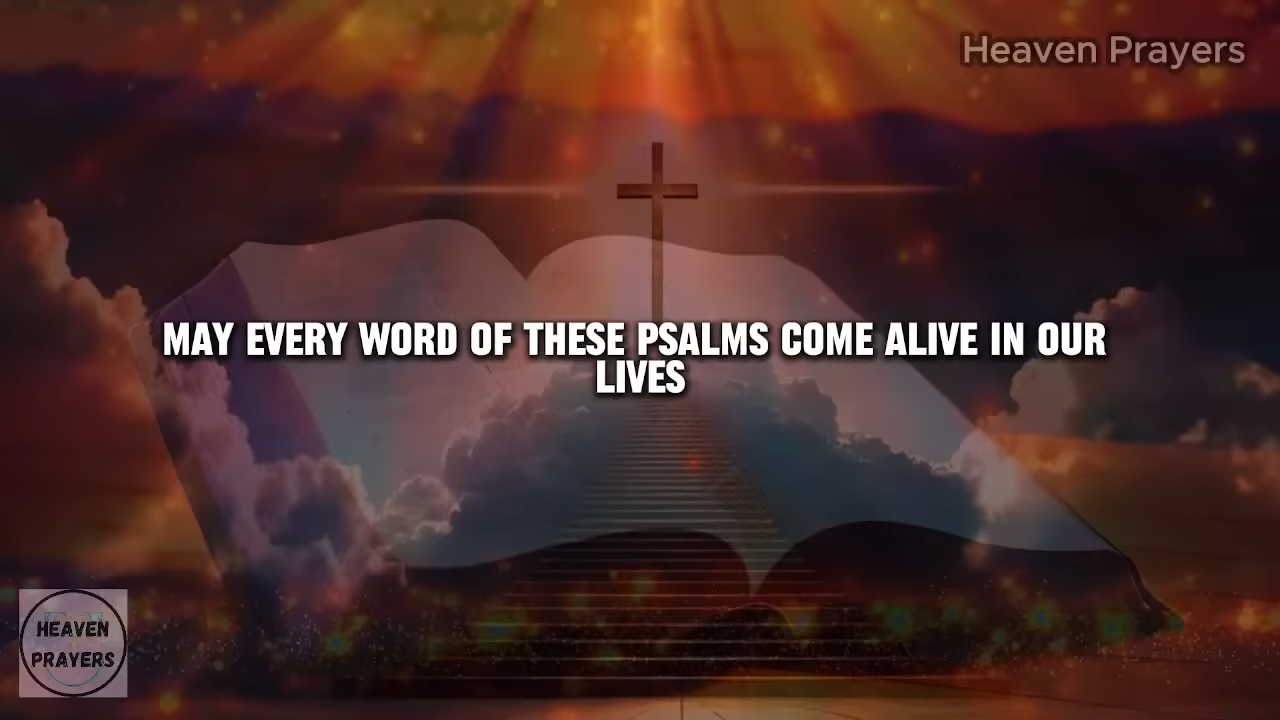 Heaven Prayers
MAY EVERY WORD OF THESE PSALMS COME ALIVE IN OUR
LIVES
HEAVEN
PRAYERS